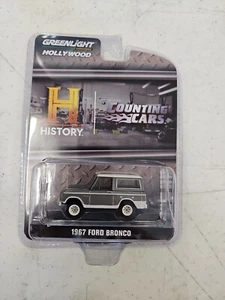 GREENLIGHT
HOLLYWOOD
H
HISTORY
COUNTING
CARS
1967 FORD BRONCO